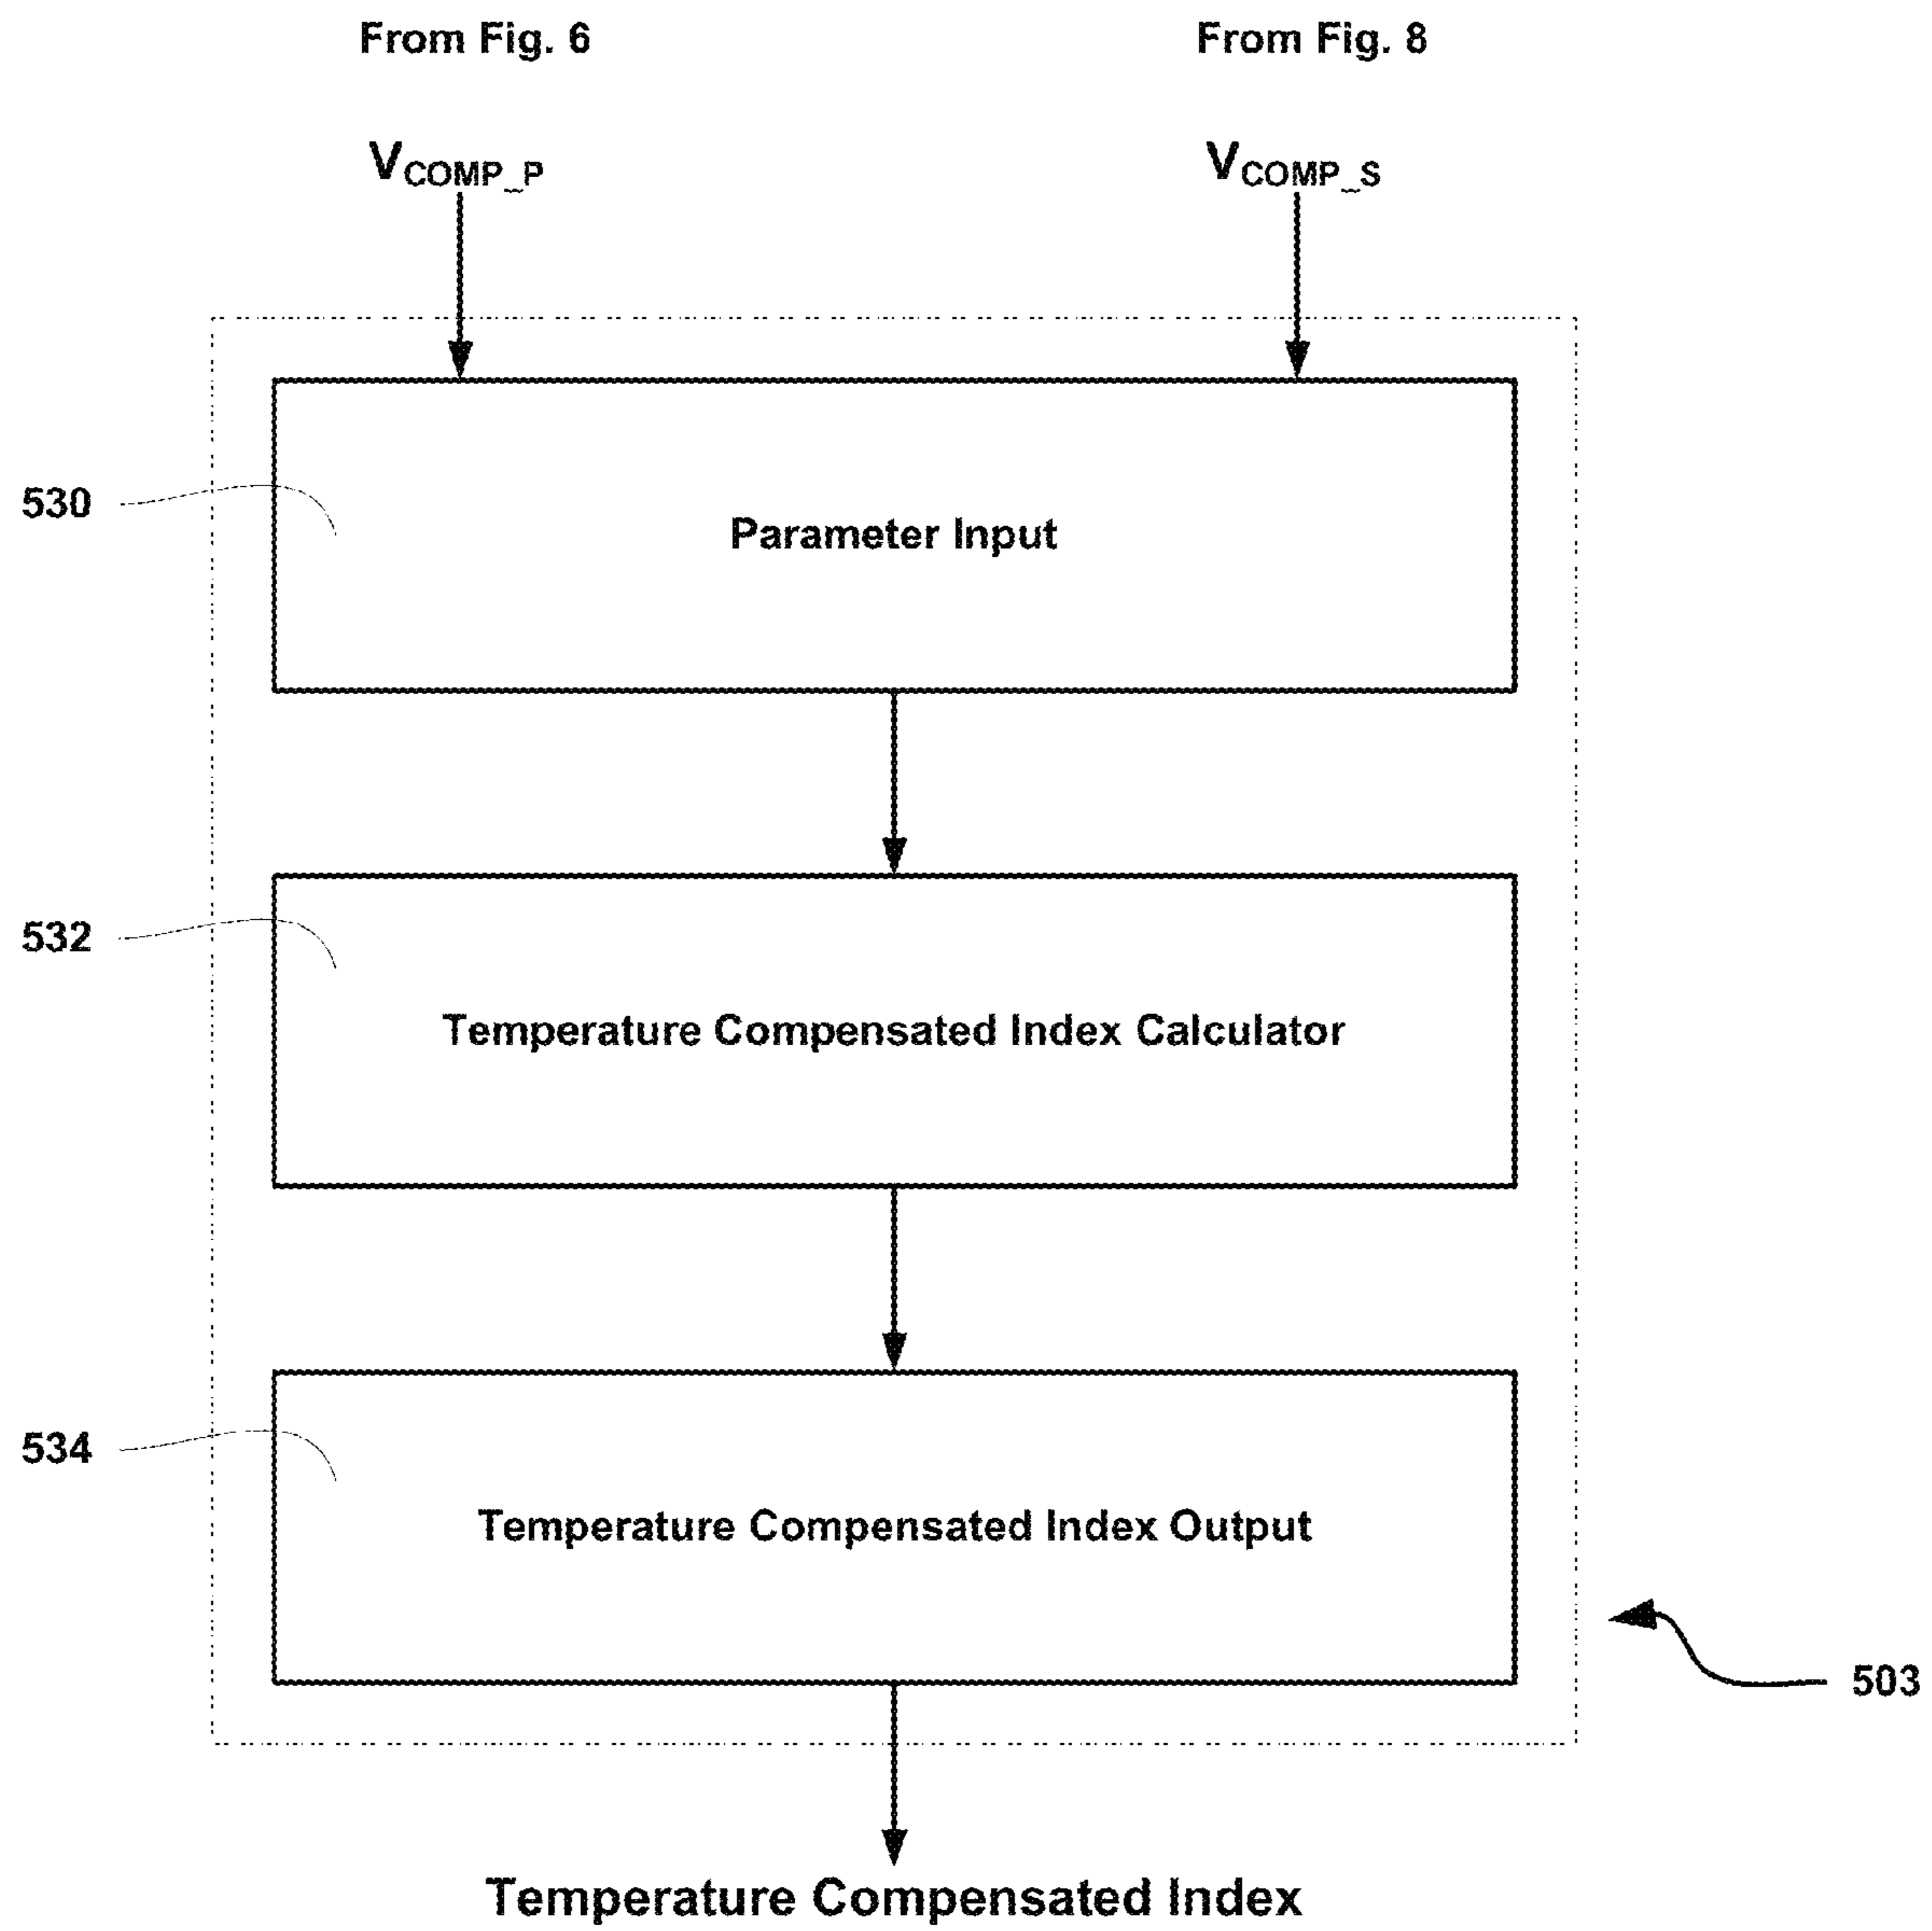 From Fig. 6
From Fig. 8
VCOMP_P
VCOMP_S
530
Parameter Input
532
Temperature Compensated Index Calculator
534
Temperature Compensated Index Output
503
Temperature Compensated Index